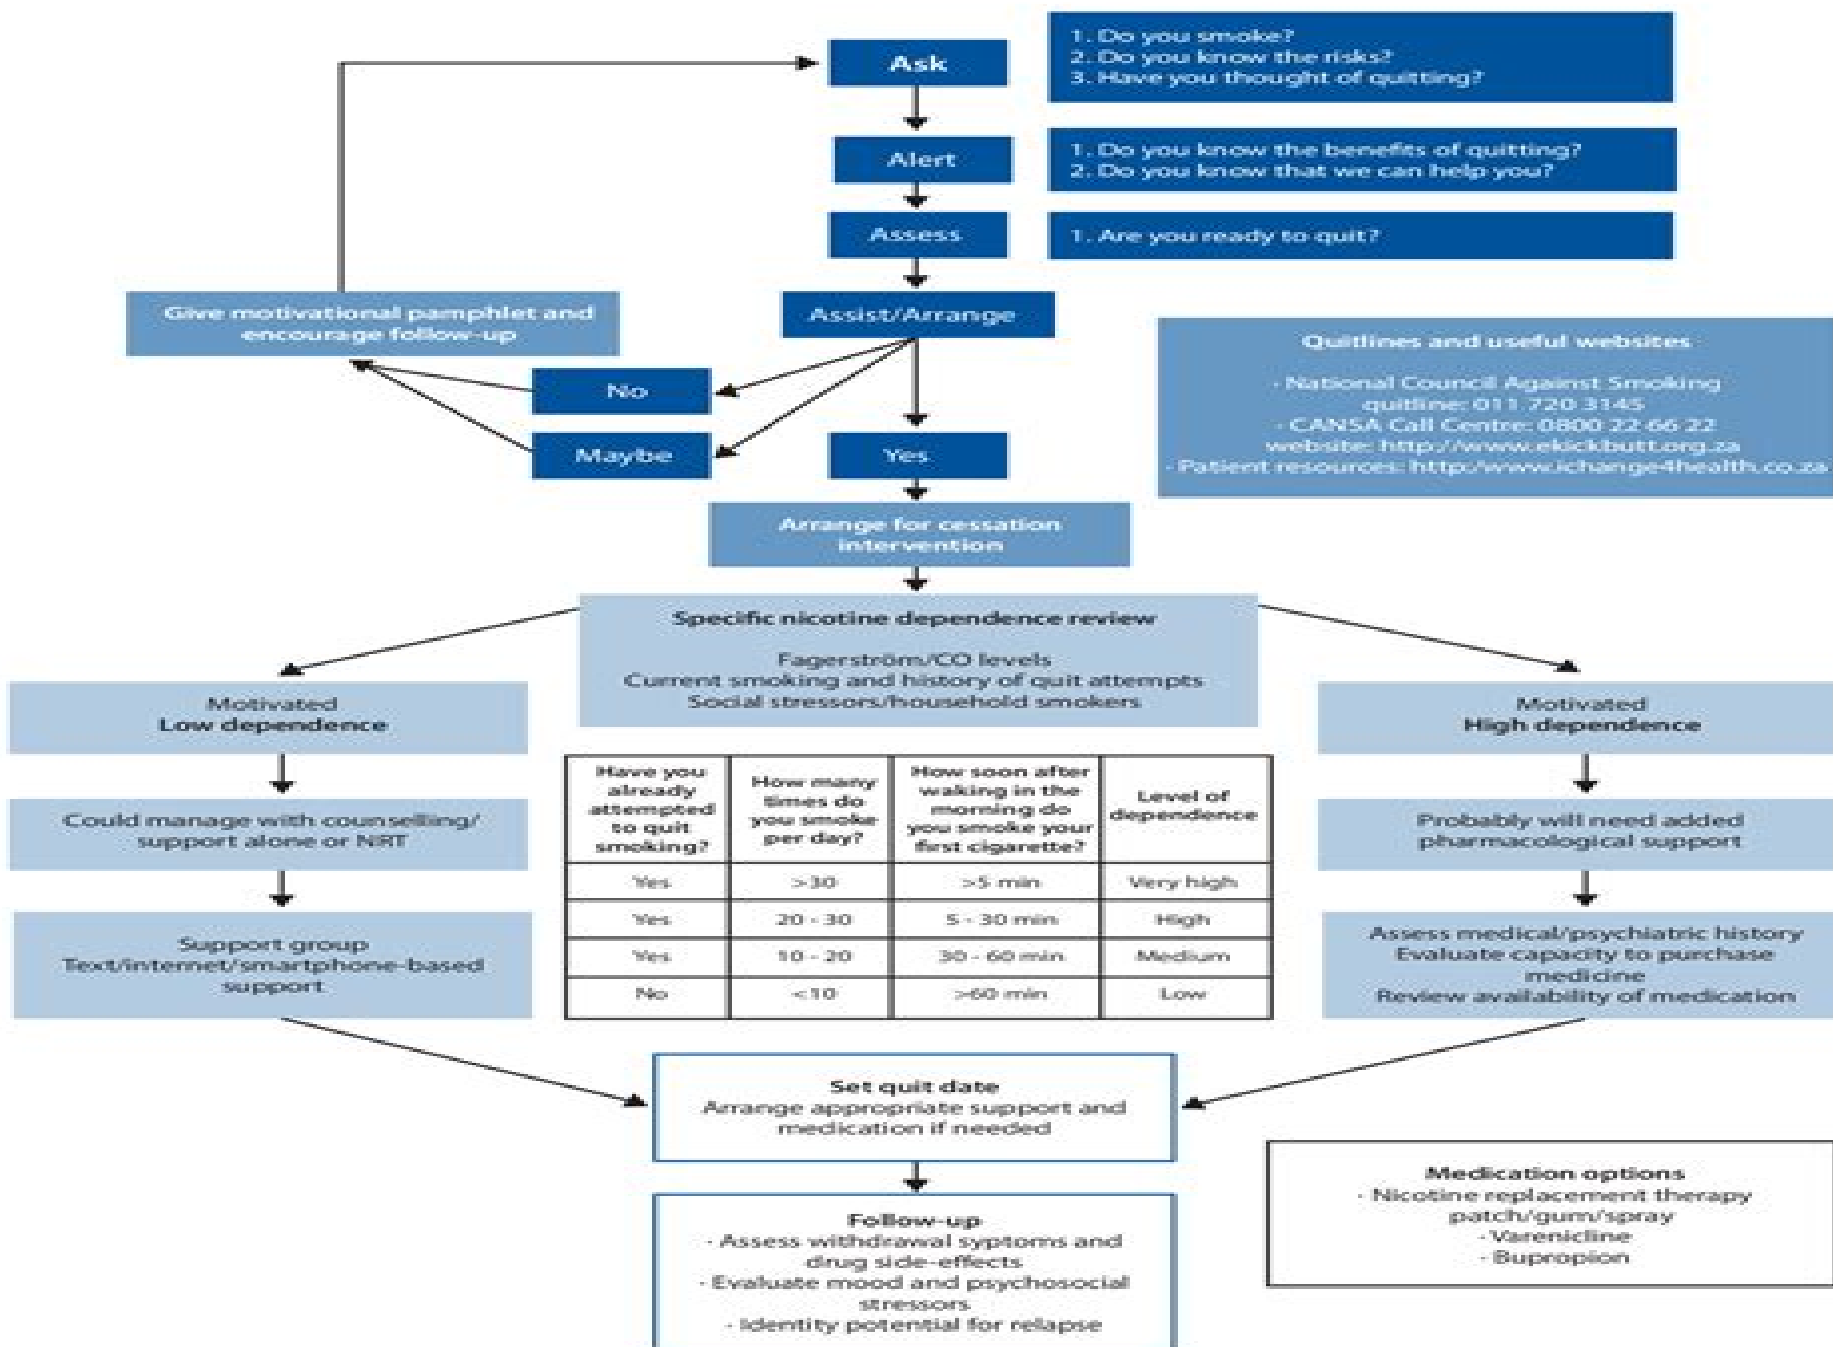 Ask
1. Do you smoke?
2. Do you know the risks?
3. Have you thought of quitting?
Alert
1. Do you know the benefits of quitting?
2. Do you know that we can help you?
Assess
1. Are you ready to quit?
Give motivational pamphlet and
encourage follow-up
Assist/Arrange
No
Maybe
Yes
Quitlines and useful websites
- National Council Against Smoking
quitline: 011 720 3145
- CANSA Call Centre: 0800 22 66 22
website: http://www.ekickbutt.org.za
- Patient resources: http:/www.ichange4health.co.za
Arrange for cessation
intervention
Specific nicotine dependence review
Fagerström/CO levels
Current smoking and history of quit attempts
Social stressors/household smokers
Motivated
Low dependence
Could manage with counselling/
support alone or NRT
Support group
Text/internet/smartphone-based
support
Have you
already
attempted
to quit
smoking?
How many
times do
you smoke
per day?
How soon after
waking in the
morning do
you smoke your
first cigarette?
Level of
dependence
Yes >30 >5 min Very high
Yes 20 - 30 5 - 30 min High
Yes 10 - 20 30 - 60 min Medium
No <10 >60 min Low
Motivated
High dependence
Probably will need added
pharmacological support
Assess medical/psychiatric history
Evaluate capacity to purchase
medicine
Review availability of medication
Set quit date
Arrange appropriate support and
medication if needed
Follow-up
- Assess withdrawal syptoms and
drug side-effects
- Evaluate mood and psychosocial
stressors
- Identity potential for relapse
Medication options
- Nicotine replacement therapy
patch/gum/spray
- Varenicline
- Bupropion